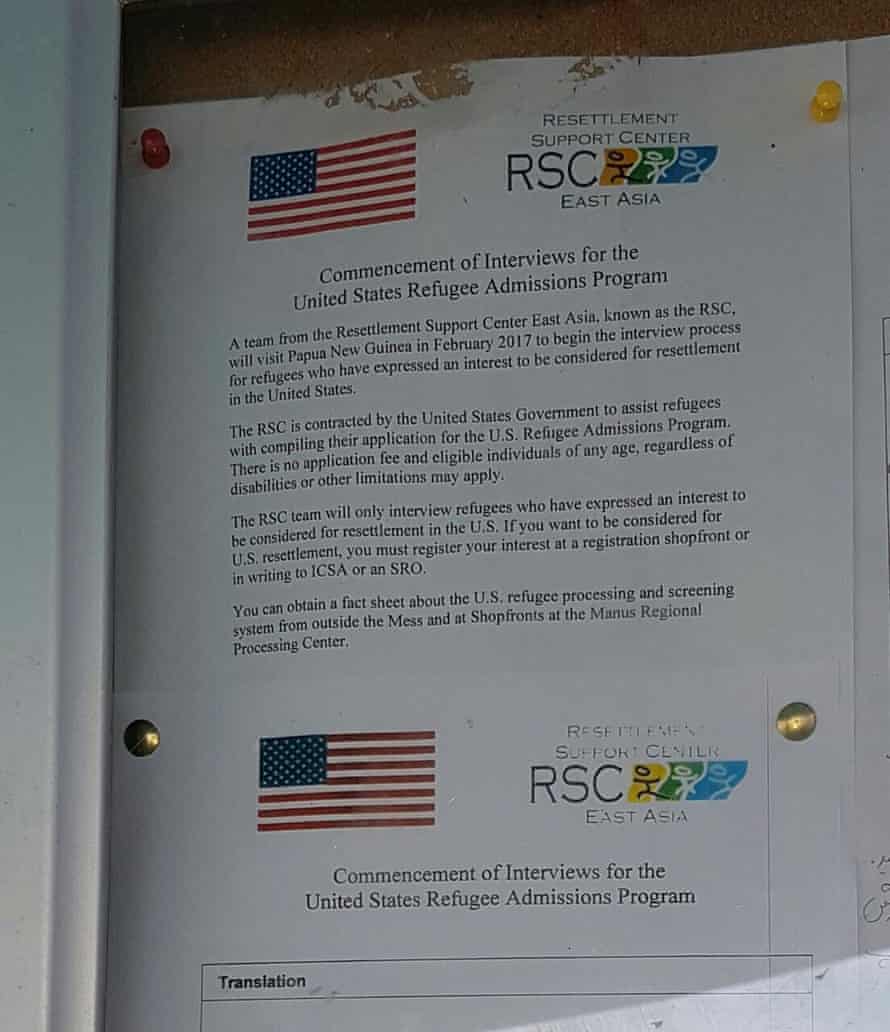 RESETTLEMENT
SUPPORT CENTER
RSC
EAST ASIA
Commencement of Interviews for the
United States Refugee Admissions Program
A team from the Resettlement Support Center East Asia, known as the RSC,
will visit Papua New Guinea in February 2017 to begin the interview process
for refugees who have expressed an interest to be considered for resettlement
in the United States.
The RSC is contracted by the United States Government to assist refugees
with compiling their application for the U.S. Refugee Admissions Program.
There is no application fee and eligible individuals of any age, regardless of
disabilities or other limitations may apply.
The RSC team will only interview refugees who have expressed an interest to
be considered for resettlement in the U.S. If you want to be considered for
U.S. resettlement, you must register your interest at a registration shopfront or
in writing to ICSA or an SRO.
You can obtain a fact sheet about the U.S. refugee processing and screening
system from outside the Mess and at Shopfronts at the Manus Regional
Processing Center.
RESETTLEMENT
SUPPORT CENTER
RSC
EAST ASIA
Commencement of Interviews for the
United States Refugee Admissions Program
Translation